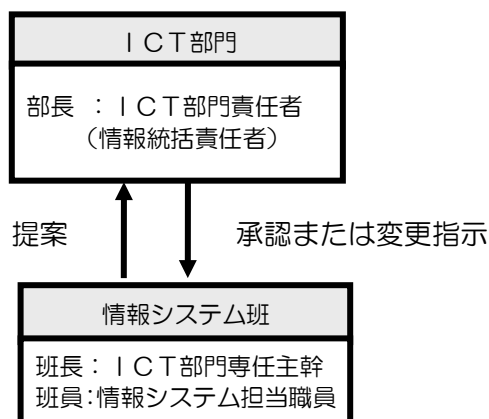 ＩＣＴ部門
部長 ：ＩＣＴ部門責任者
（情報統括責任者）
提案
承認または変更指示
情報システム班
班長：ＩＣＴ部門専任主幹
班員：情報システム担当職員